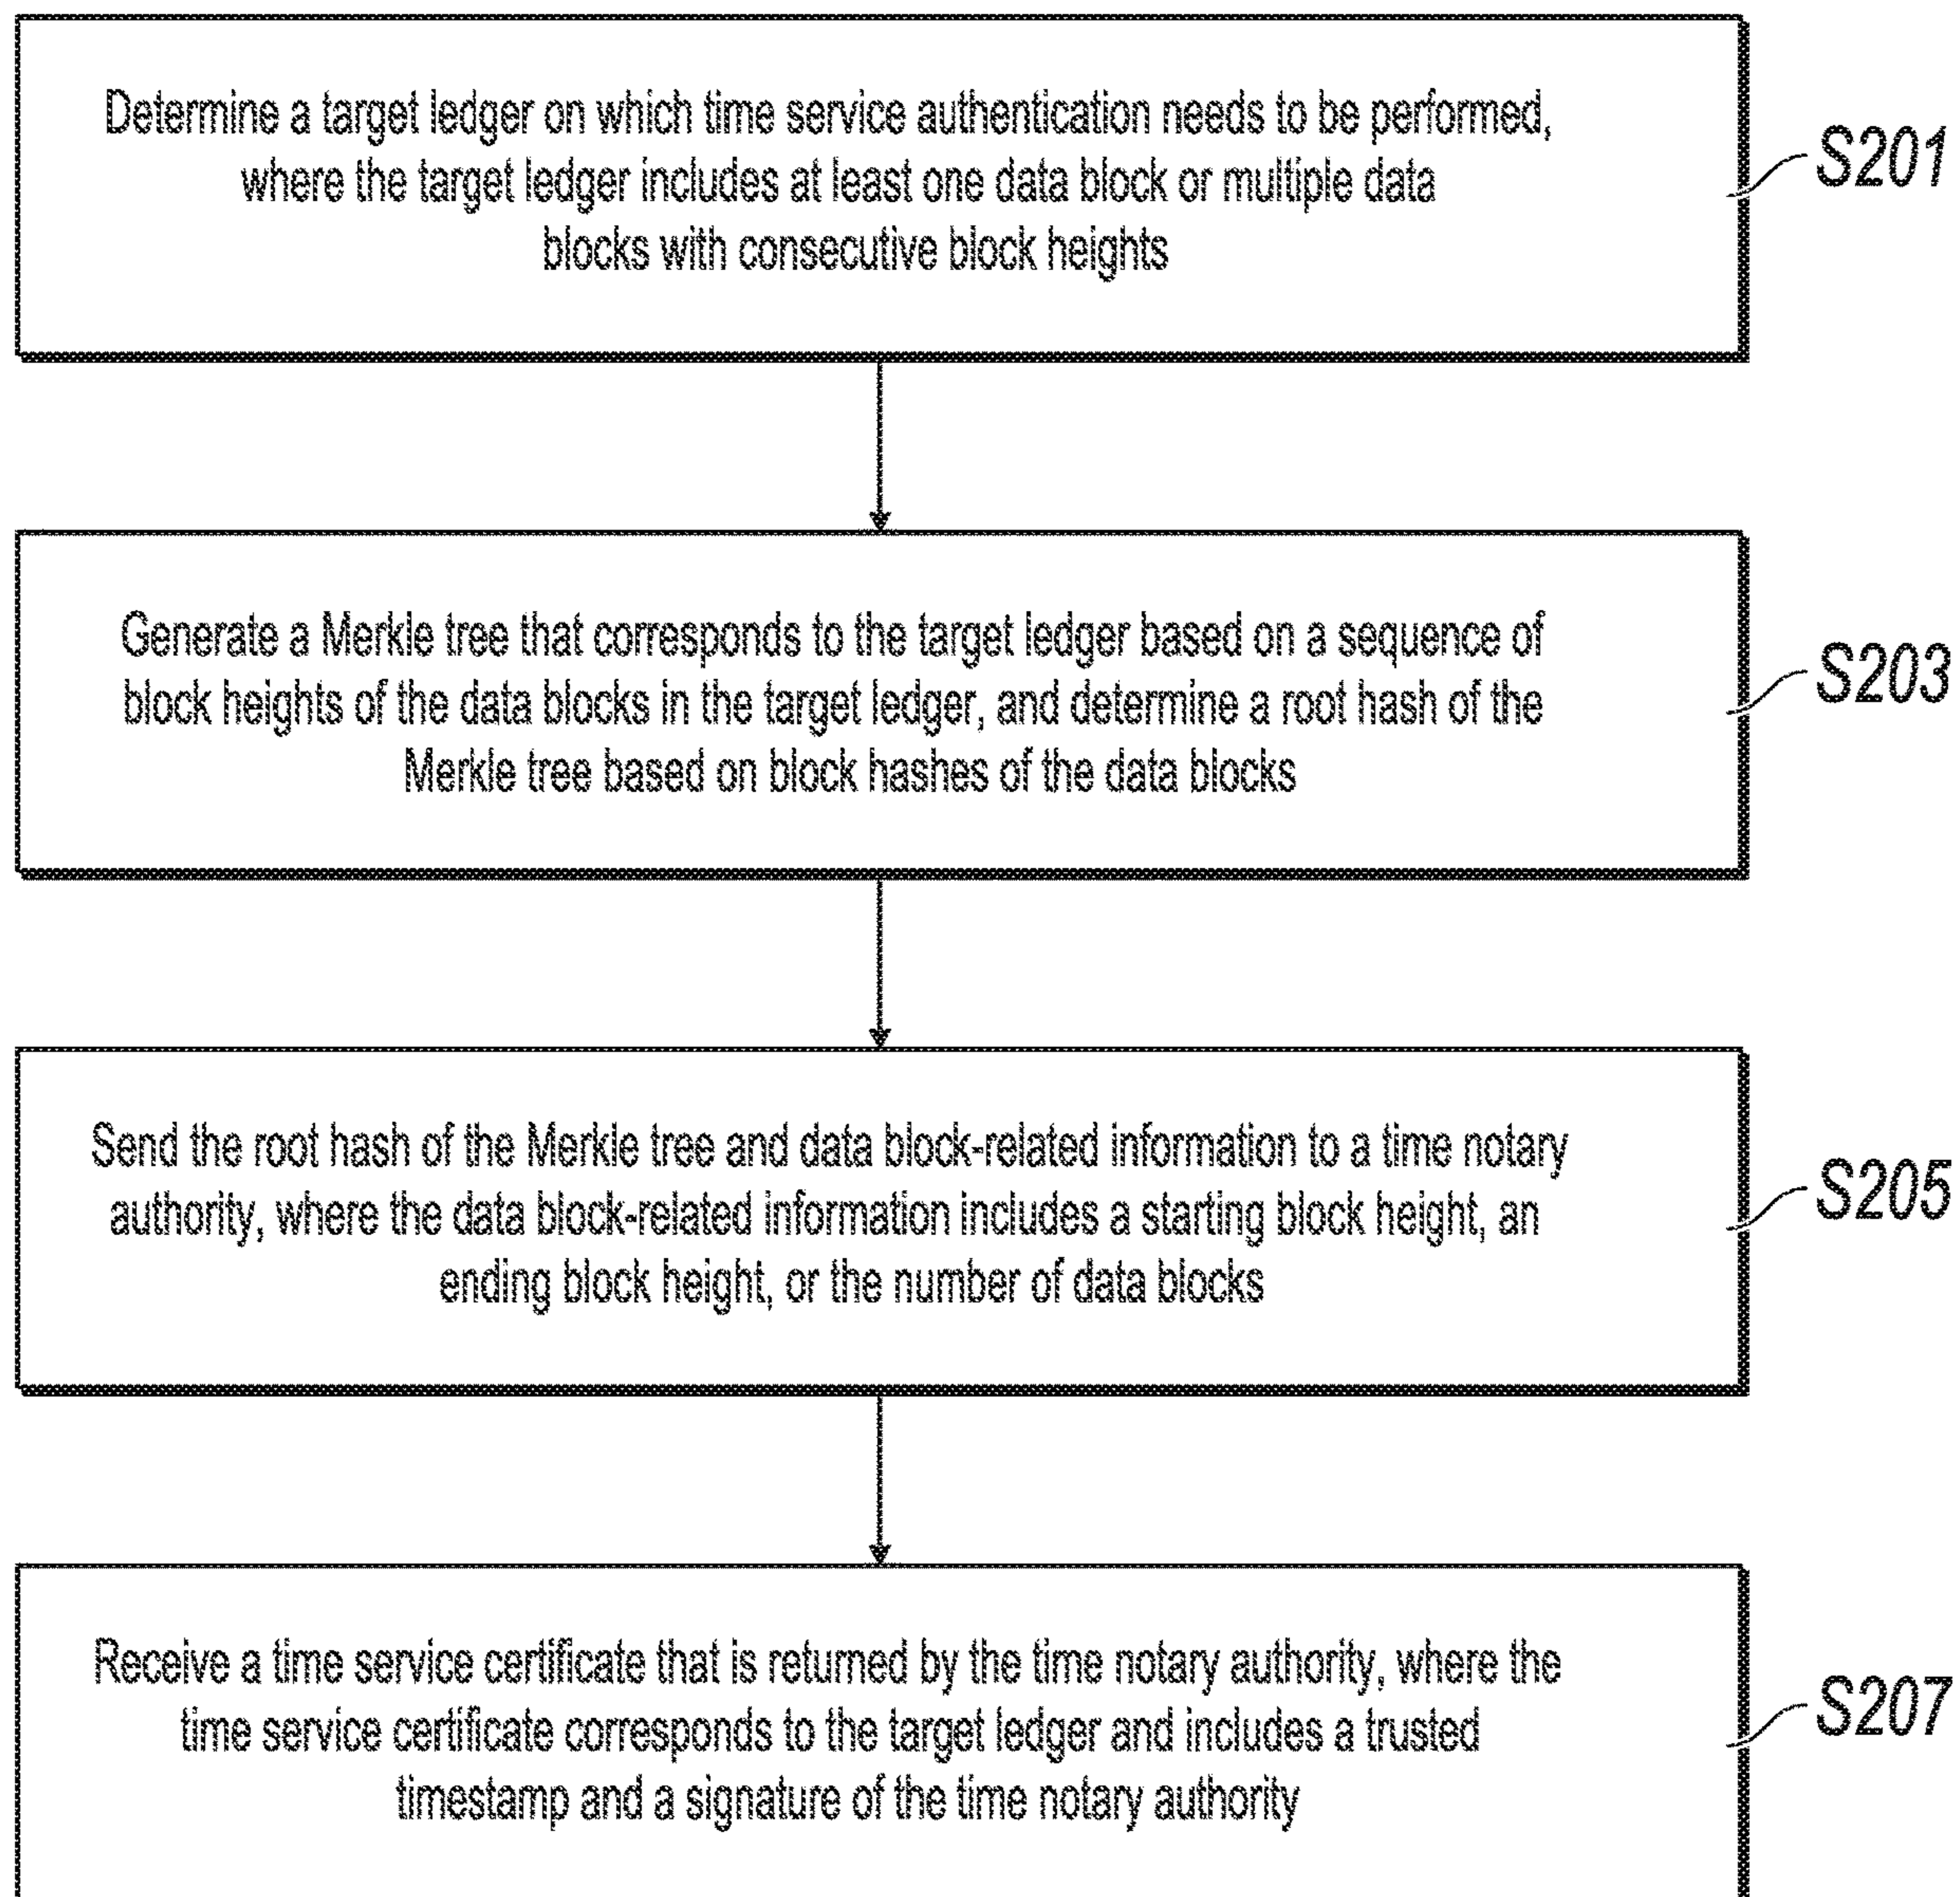 Determine a target ledger on which time service authentication needs to be performed,
where the target ledger includes at least one data block or multiple data
blocks with consecutive block heights
S201
Generate a Merkle tree that corresponds to the target ledger based on a sequence of
block heights of the data blocks in the target ledger, and determine a root hash of the
Merkle tree based on block hashes of the data blocks
S203
Send the root hash of the Merkle tree and data block-related information to a time notary
authority, where the data block-related information includes a starting block height, an
ending block height, or the number of data blocks
S205
Receive a time service certificate that is returned by the time notary authority, where the
time service certificate corresponds to the target ledger and includes a trusted
timestamp and a signature of the time notary authority
S207